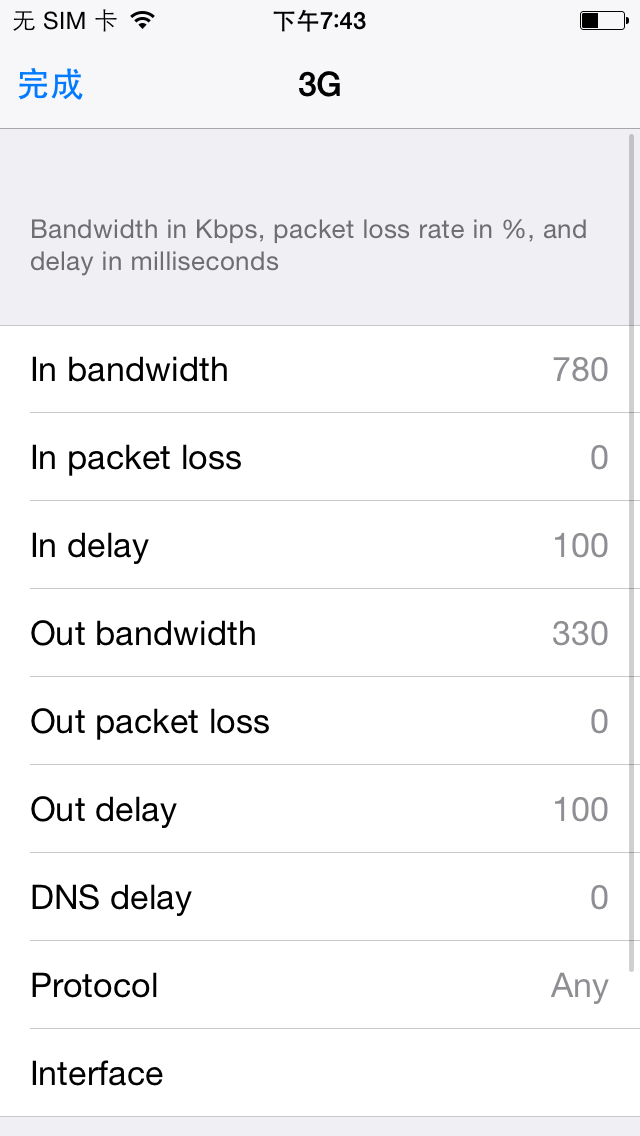 无 SIM 卡 下午7:43
完成 3G
Bandwidth in Kbps, packet loss rate in %, and
delay in milliseconds
In bandwidth 780
In packet loss 0
In delay 100
Out bandwidth 330
Out packet loss 0
Out delay 100
DNS delay 0
Protocol Any
Interface